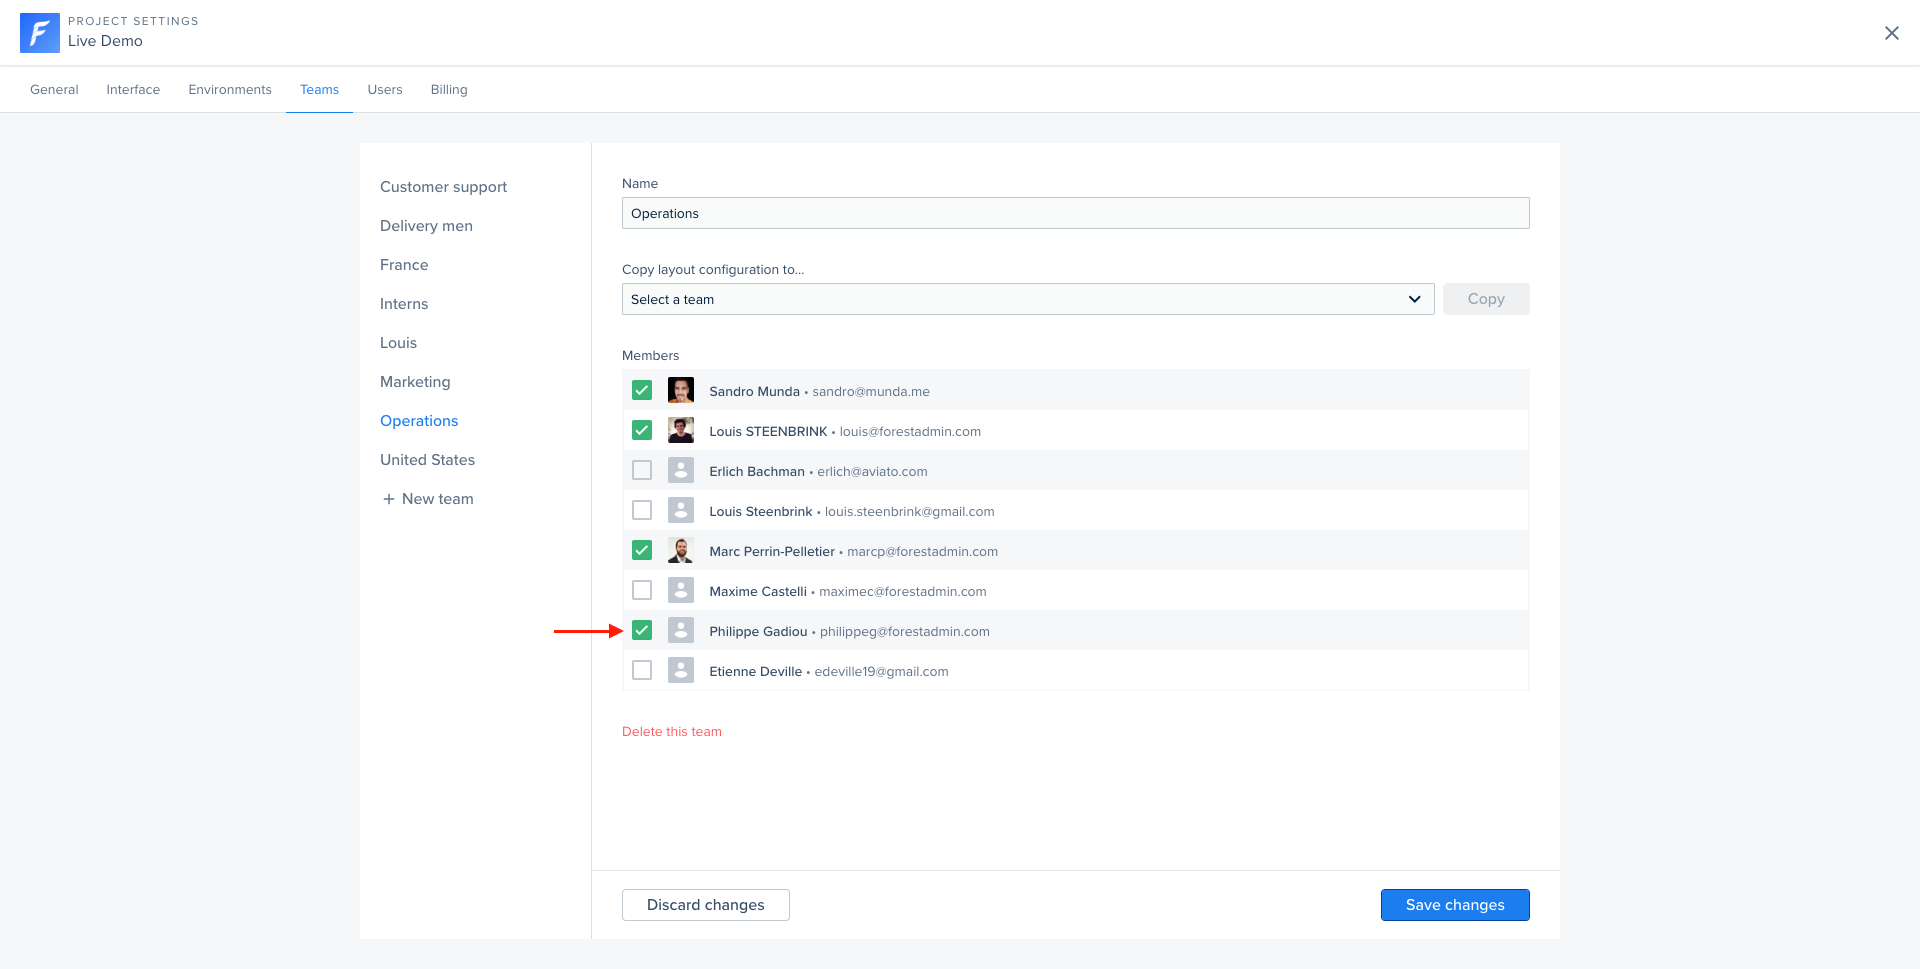 PROJECT SETTINGS
Live Demo
General Interface Environments Teams Users Billing
Customer support
Delivery men
France
Interns
Louis
Marketing
Operations
United States
+ New team
Name
Operations
Copy layout configuration to...
Select a team
Copy
Members
Sandro Munda • sandro@munda.me
Louis STEENBRINK • louis@forestadmin.com
Erlich Bachman • erlich@aviato.com
Louis Steenbrink • louis.steenbrink@gmail.com
Marc Perrin-Pelletier • marcp@forestadmin.com
Maxime Castelli • maximec@forestadmin.com
Philippe Gadiou • philippeg@forestadmin.com
Etienne Deville • edeville19@gmail.com
Delete this team
Discard changes
Save changes